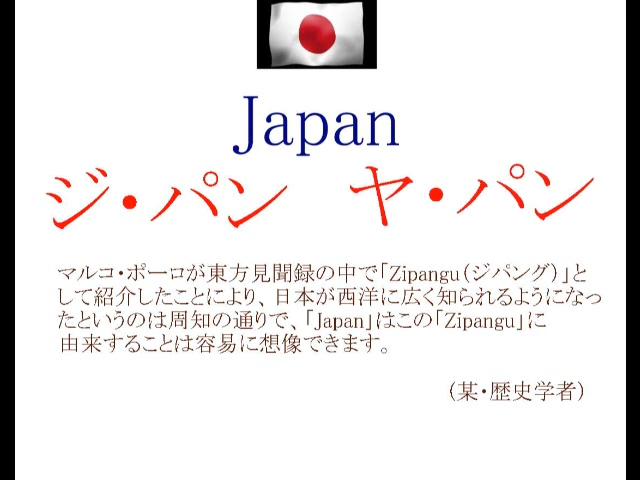 Japan
ジ・パン　ヤ・パン
マルコ・ポーロが東方見聞録の中で「Zipangu(ジパング)」と
して紹介したことにより、日本が西洋に広く知られるようになっ
たというのは周知の通りで、「Japan」はこの「Zipangu」に
由来することは容易に想像できます。
(某・歴史学者)